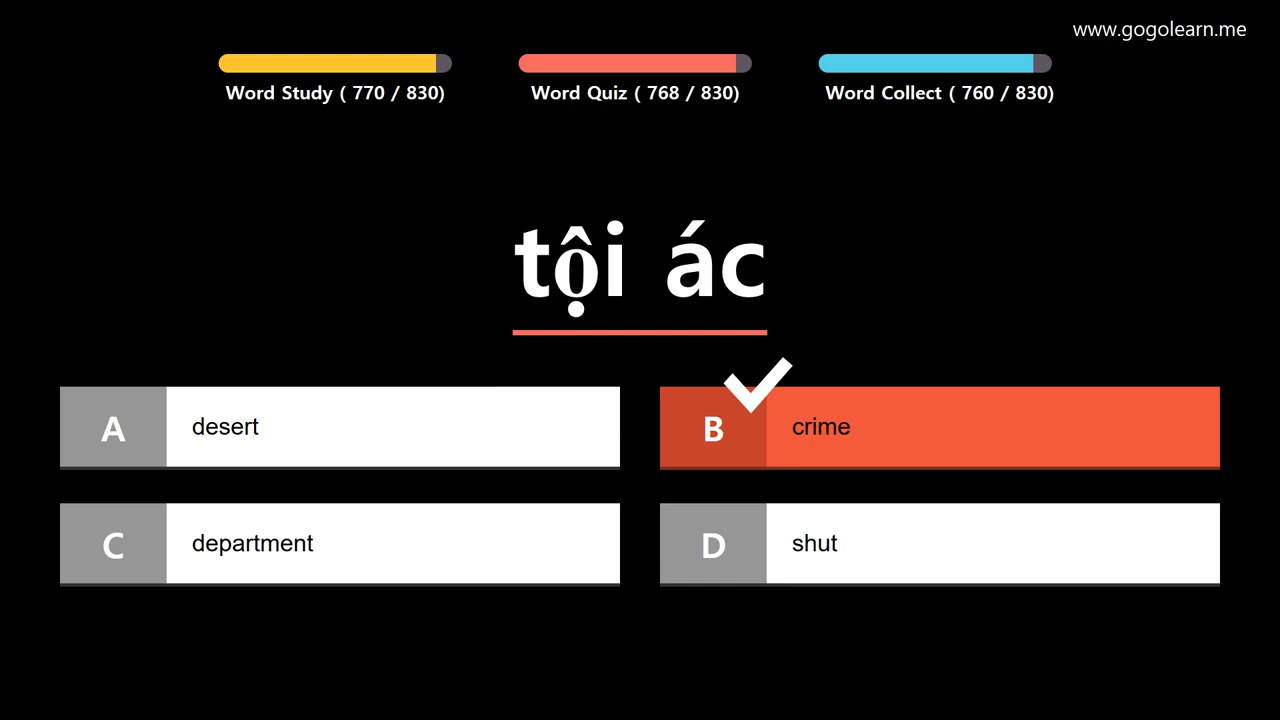 www.gogolearn.me
Word Study ( 770 / 830)
Word Quiz ( 768 / 830)
Word Collect ( 760 / 830)
tội ác
A desert
B crime
C department
D shut